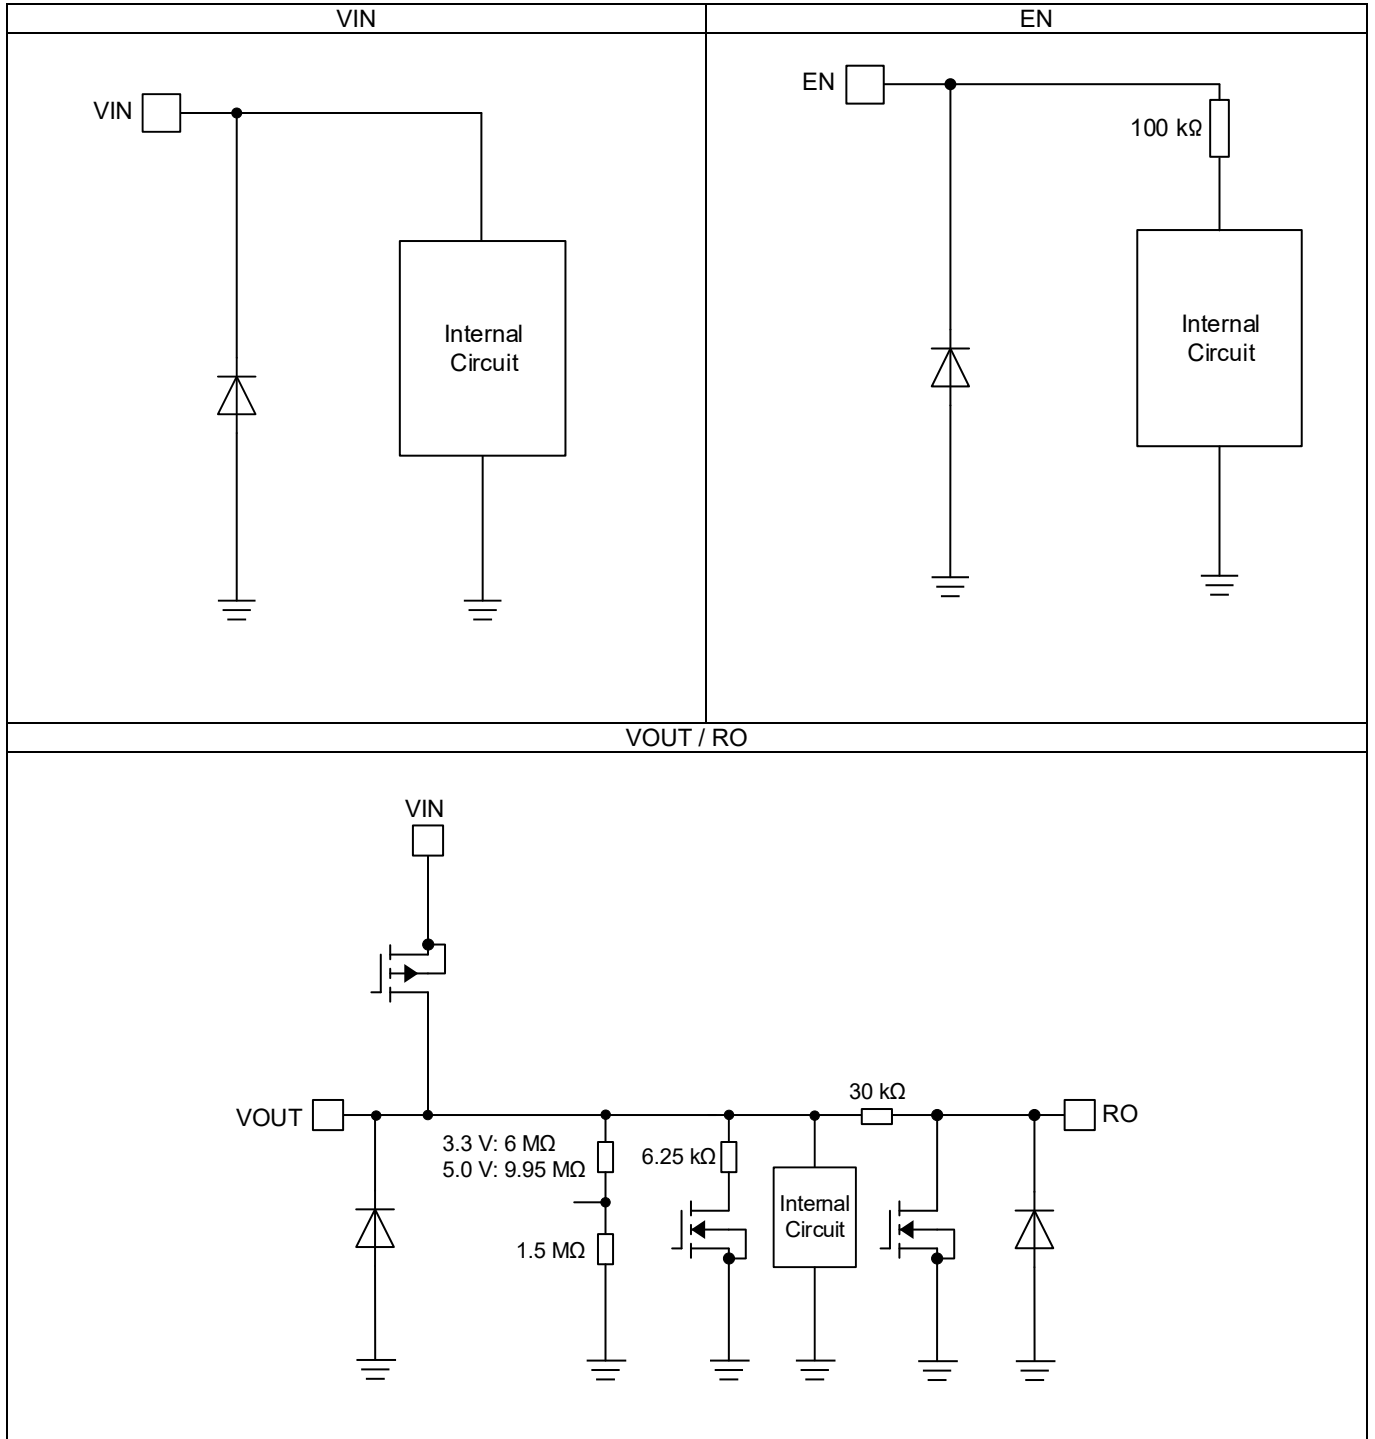 VIN
EN
VIN
EN
100 kΩ
Internal
Circuit
Internal
Circuit
VOUT / RO
VIN
VOUT
3.3 V: 6 MΩ
5.0 V: 9.95 MΩ
1.5 MΩ
6.25 kΩ
Internal
Circuit
30 kΩ
RO